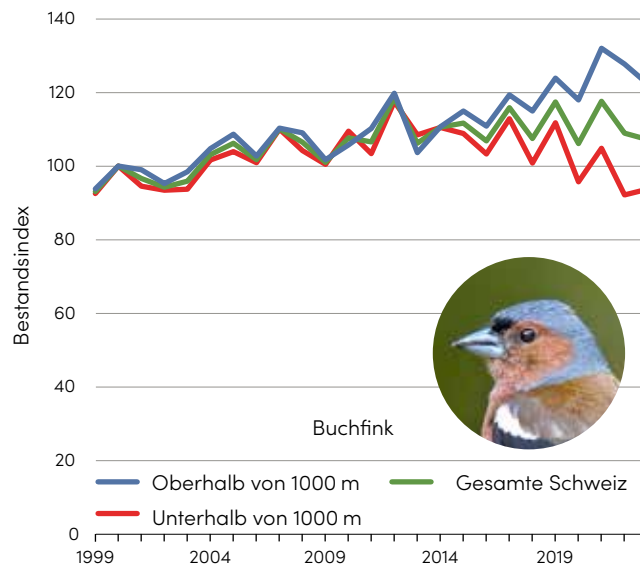 140
120
100
80
60
40
20
0
Bestandsindex
Buchfink
Oberhalb von 1000 m
Gesamte Schweiz
Unterhalb von 1000 m
1999 2004 2009 2014 2019